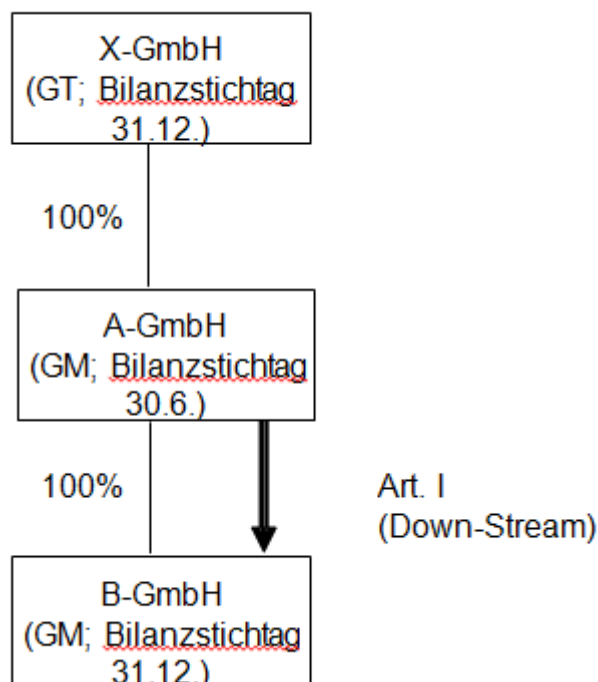 X-GmbH
(GT; Bilanzstichtag
31.12.)
100%
A-GmbH
(GM; Bilanzstichtag
30.6.)
100%
Art. I
(Down-Stream)
B-GmbH
(GM; Bilanzstichtag
31.12.)